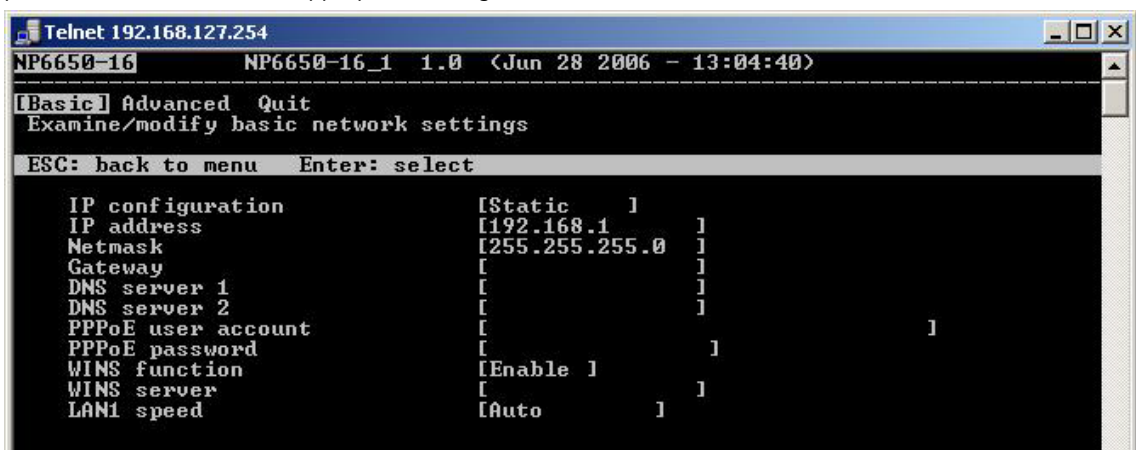 Telnet 192.168.127.254
NP6650-16 NP6650-16_1 1.0 (Jun 28 2006 - 13:04:40)
[Basic] Advanced Quit
Examine/modify basic network settings
ESC: back to menu Enter: select
IP configuration [Static ]
IP address [192.168.1 ]
Netmask [255.255.255.0 ]
Gateway [ ]
DNS server 1 [ ]
DNS server 2 [ ]
PPPoE user account [ ]
PPPoE password [ ]
WINS function [Enable ]
WINS server [ ]
LAN1 speed [Auto ]